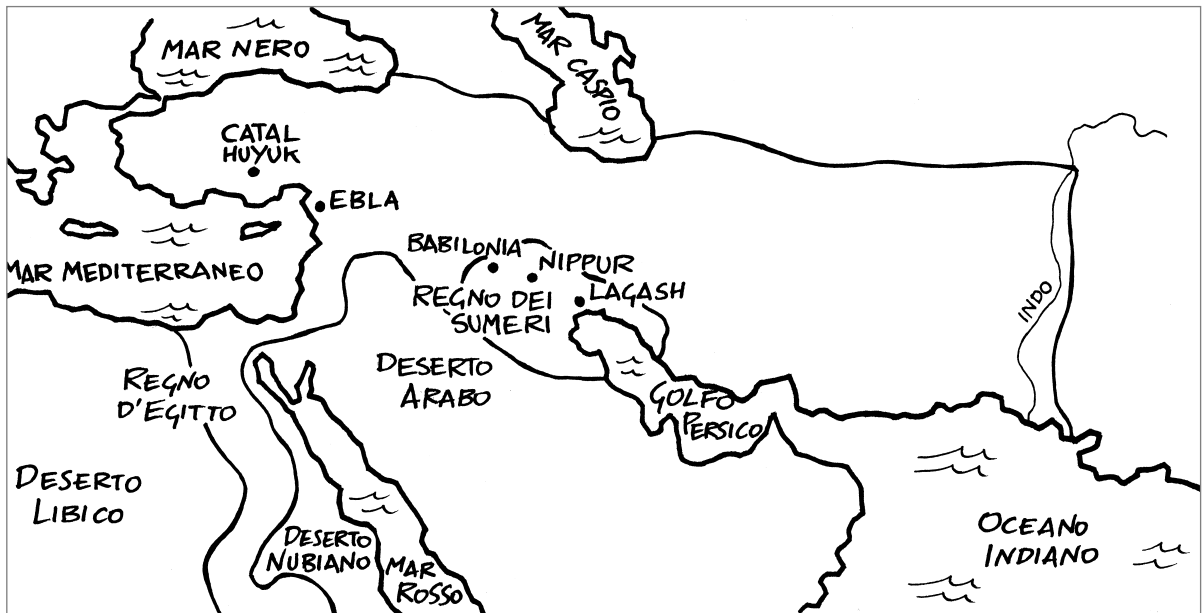 MAR NERO
MAR CASPIO
CATAL
HUYUK
EBLA
MAR MEDITERRANEO
BABILONIA
NIPPUR
LAGASH
REGNO DEI
SUMERI
INDO
DESERTO
ARABO
REGNO
D'EGITTO
GOLFO
PERSICO
DESERTO
LIBICO
DESERTO
NUBIANO
MAR
ROSSO
OCEANO
INDIANO